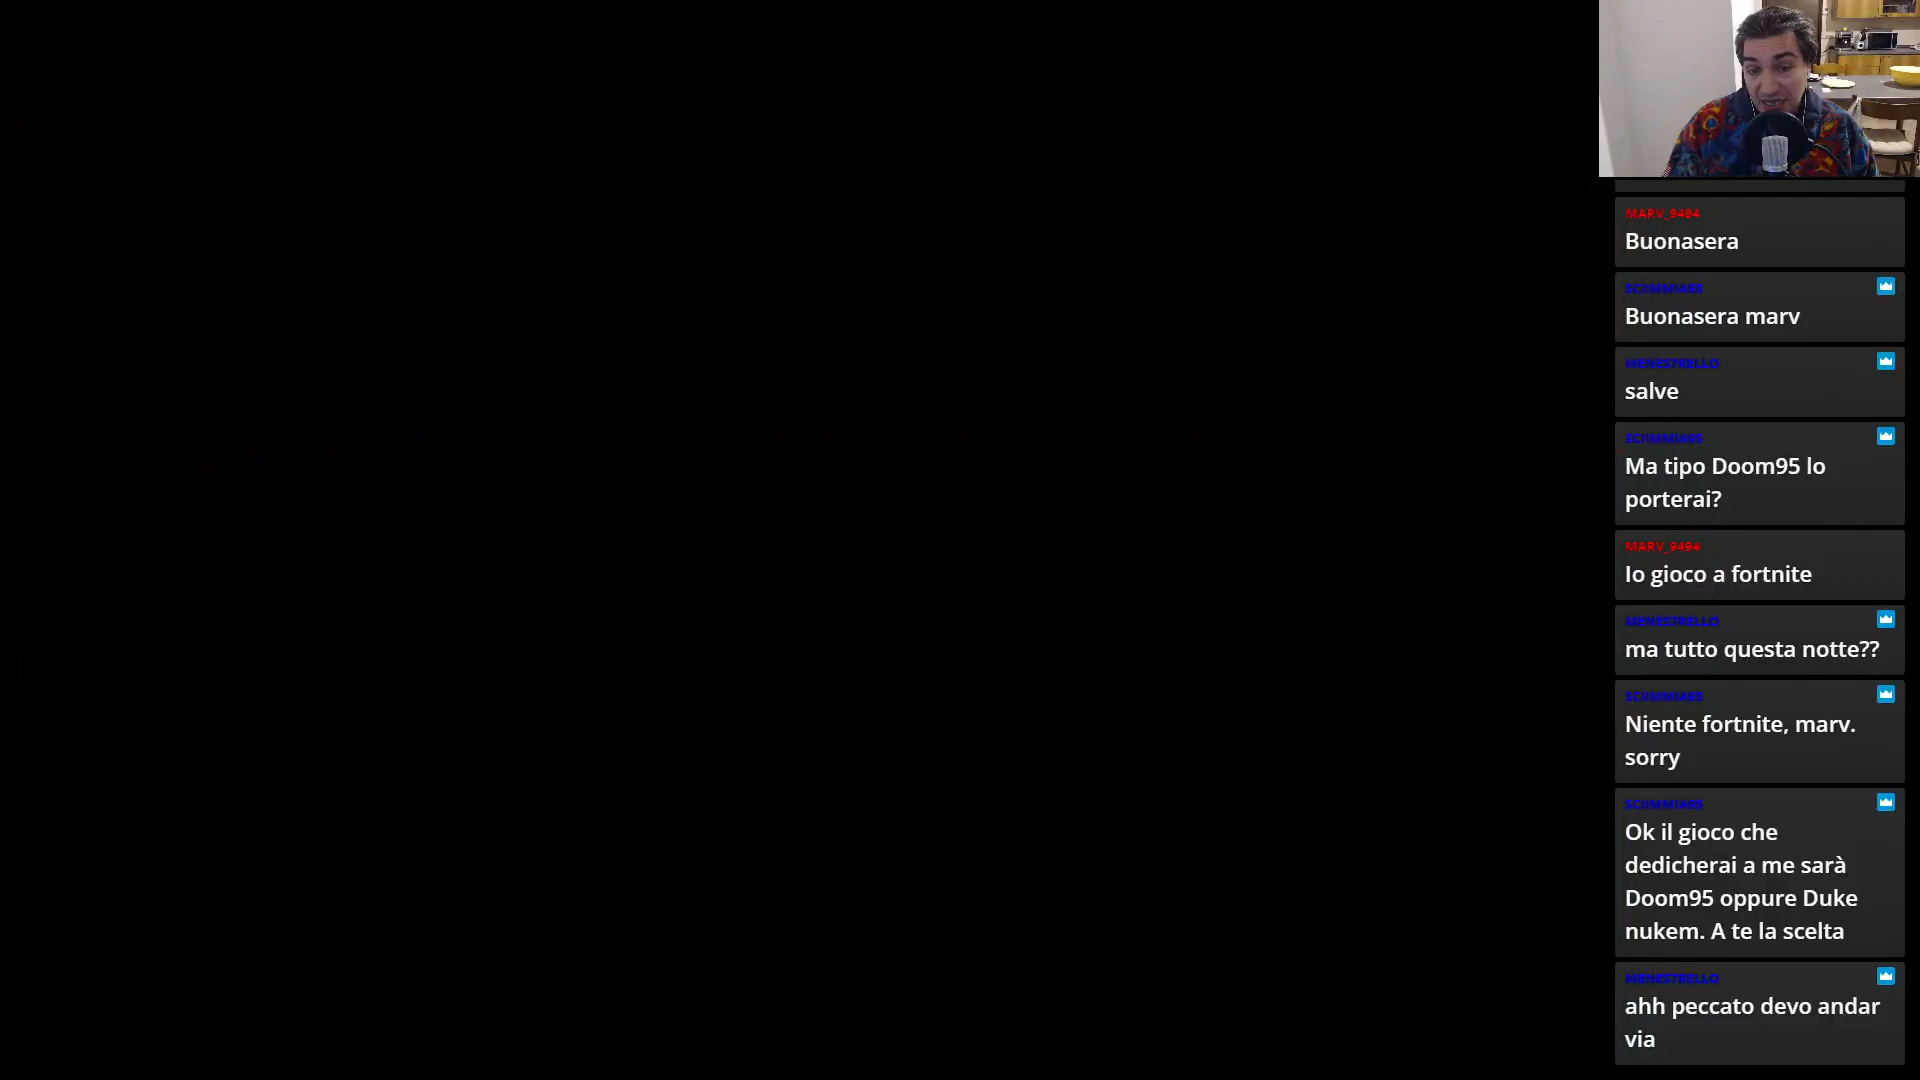 MARV_9494
Buonasera
Buonasera marv
salve
Ma tipo Doom95 lo
porterai?
MARV_9494
Io gioco a fortnite
ma tutto questa notte??
Niente fortnite, marv.
sorry
Ok il gioco che
dedicherai a me sarà
Doom95 oppure Duke
nukem. A te la scelta
ahh peccato devo andar
via